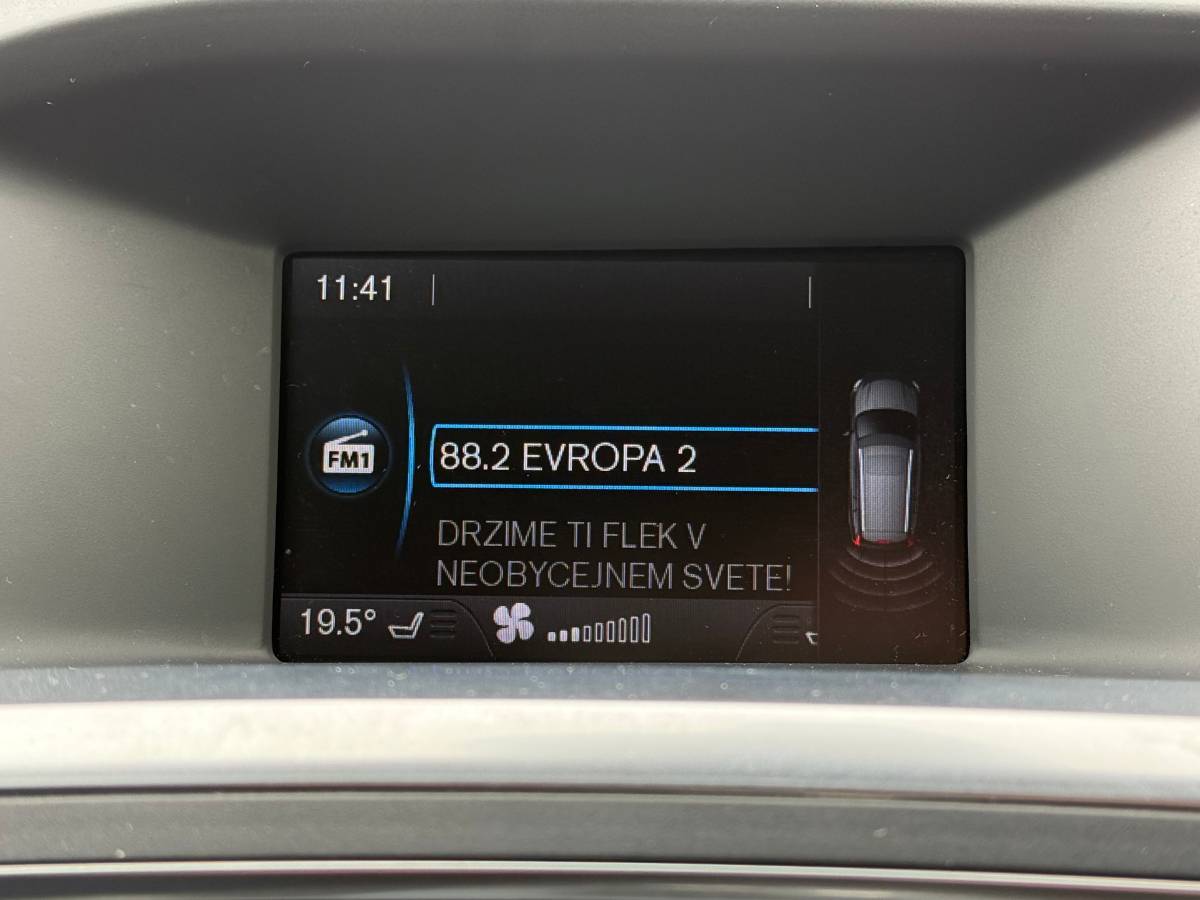 11:41
FM1
88.2 EVROPA 2
DRZIME TI FLEK V
NEOBYCEJNEM SVETE!
19.5°